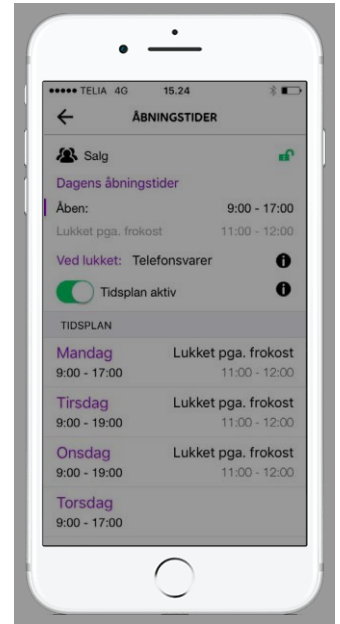 TELIA 4G 15.24
ÅBNINGSTIDER
Salg
Dagens åbningstider
Åben: 9:00 - 17:00
Lukket pga. frokost 11:00 - 12:00
Ved lukket: Telefonsvarer
Tidsplan aktiv
TIDSPLAN
Mandag Lukket pga. frokost
9:00 - 17:00 11:00 - 12:00
Tirsdag Lukket pga. frokost
9:00 - 19:00 11:00 - 12:00
Onsdag Lukket pga. frokost
9:00 - 19:00 11:00 - 12:00
Torsdag
9:00 - 17:00